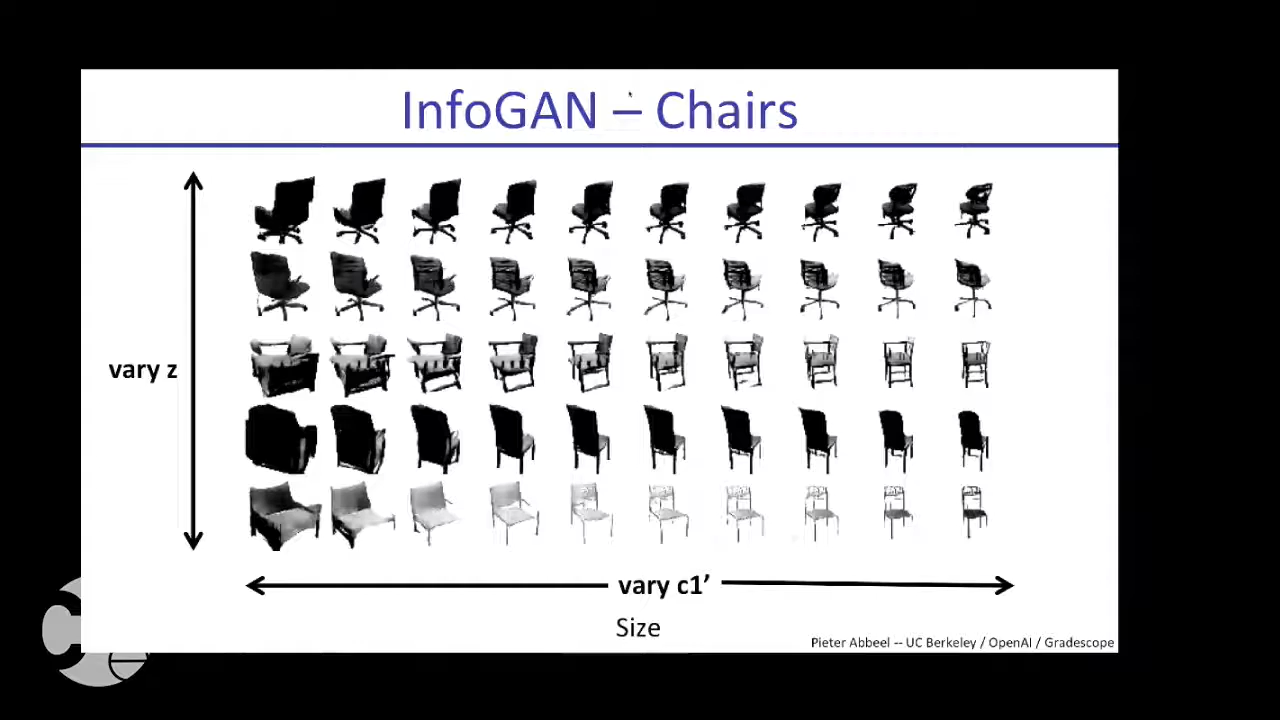 InfoGAN – Chairs
vary z
vary c1’
Size
Pieter Abbeel -- UC Berkeley / OpenAI / Gradescope